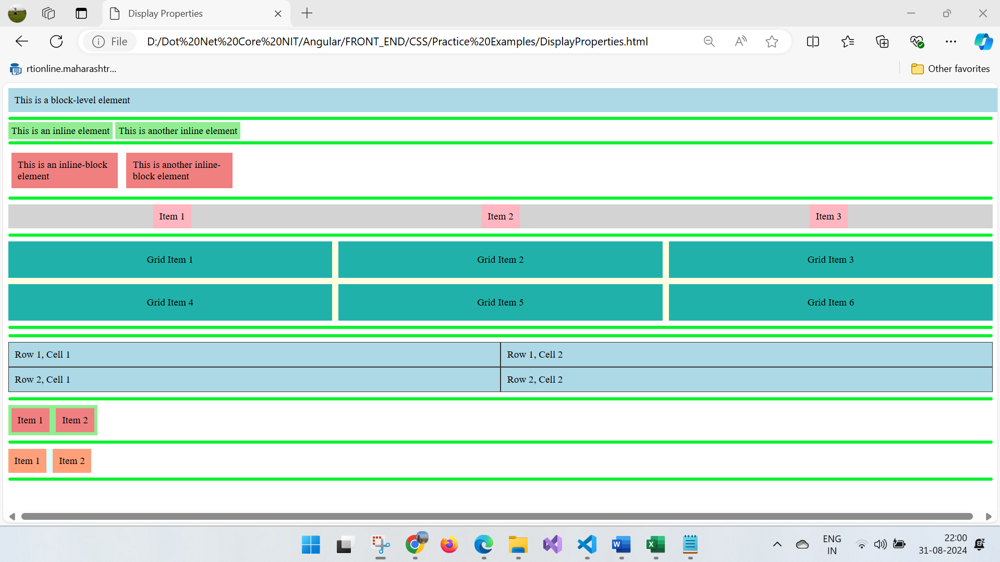 Display Properties
File
D:/Dot%20Net%20Core%20NIT/Angular/FRONT_END/CSS/Practice%20Examples/DisplayProperties.html
rtionline.maharashtr...
Other favorites
This is a block-level element
This is an inline element This is another inline element
This is an inline-block
element
This is another inline-
block element
Item 1 Item 2 Item 3
Grid Item 1 Grid Item 2 Grid Item 3
Grid Item 4 Grid Item 5 Grid Item 6
Row 1, Cell 1 Row 1, Cell 2
Row 2, Cell 1 Row 2, Cell 2
Item 1 Item 2
Item 1 Item 2
ENG
IN
22:00
31-08-2024